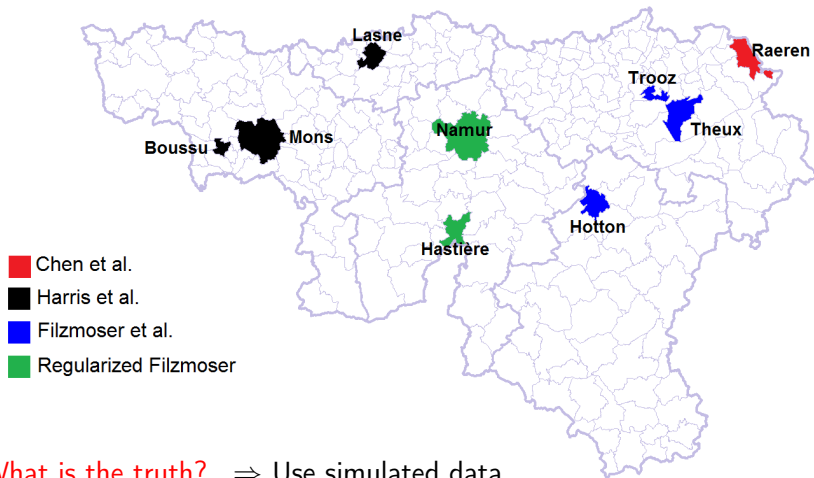 Lasne
Raeren
Trooz
Namur
Mons
Boussu
Theux
Hotton
Hastière
Chen et al.
Harris et al.
Filzmoser et al.
Regularized Filzmoser
What is the truth? ⇒ Use simulated data